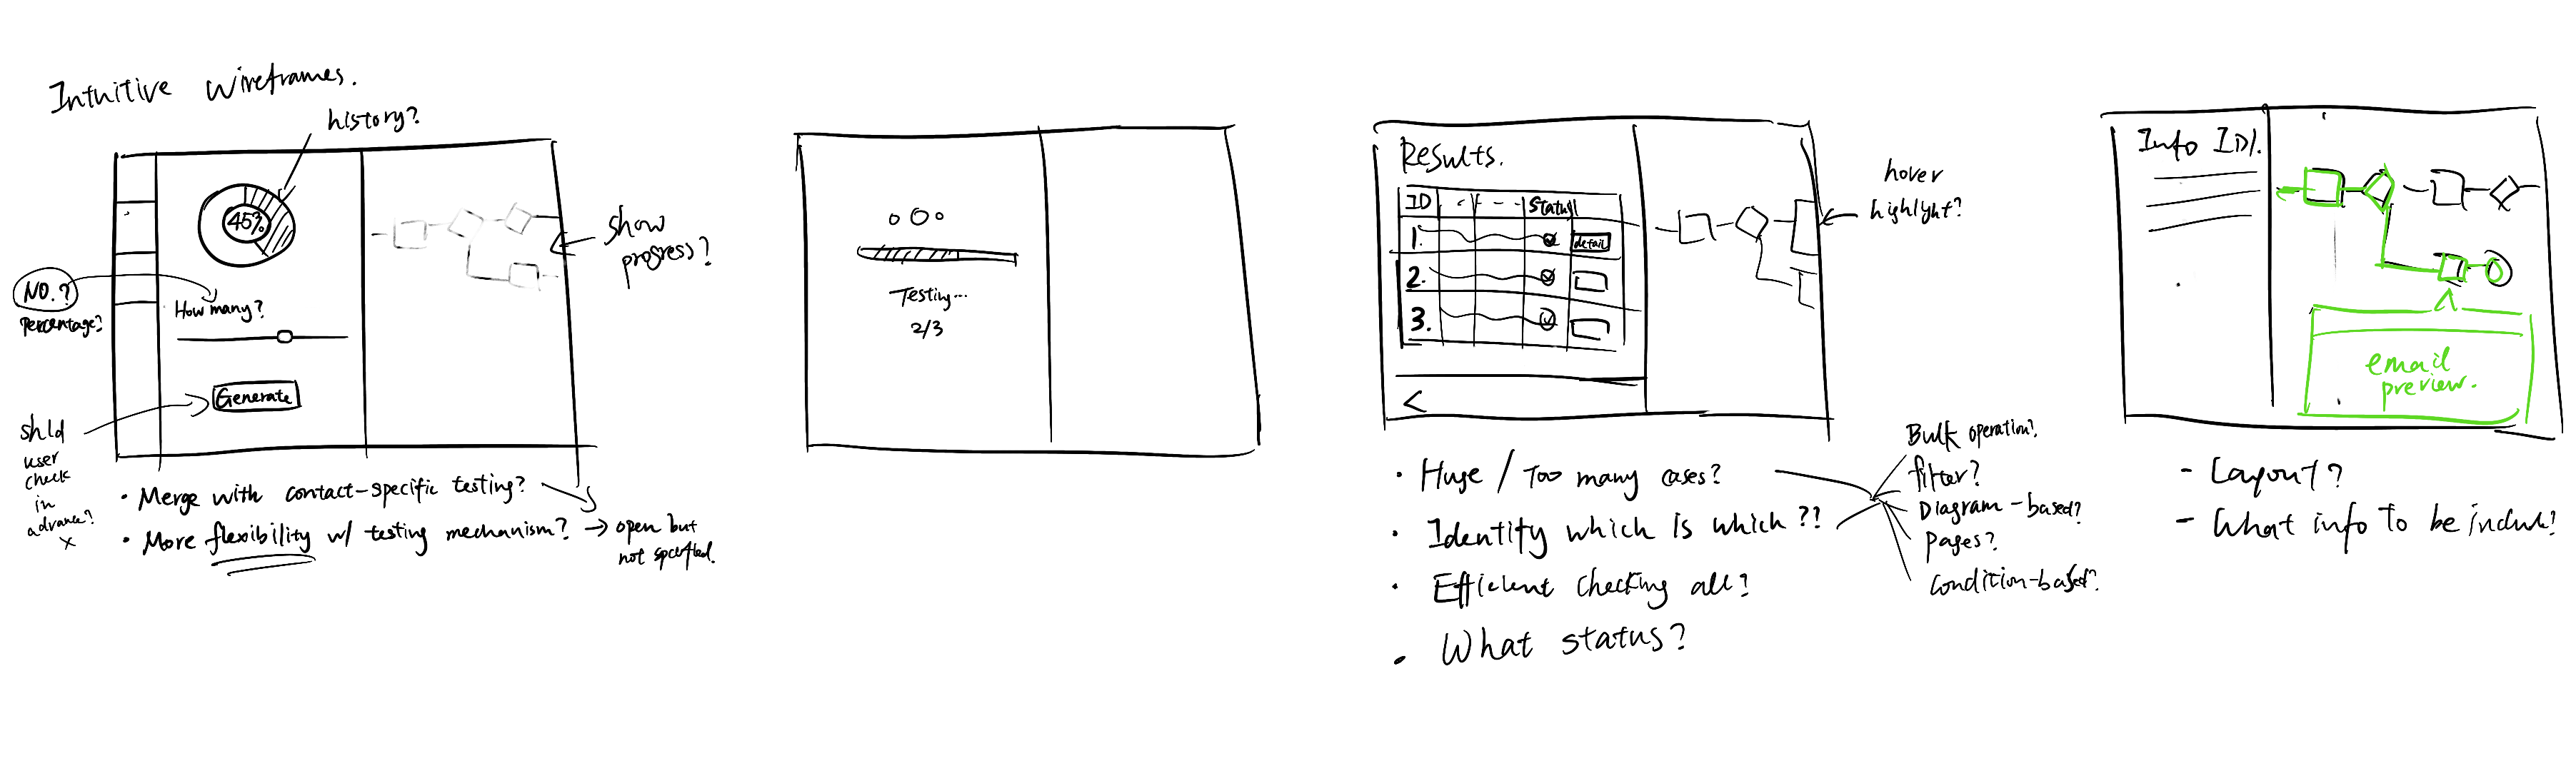 Intuitive wireframes.
history?
45%
show
progress?
NO.?
percentage?
How many?
Generate
shld
user
check
in
advance?
x
• Merge with contact-specific testing?
• More flexibility w/ testing mechanism? → open but
not specified.
Testing...
2/3
Results.
ID
Status
1.
detail
2.
3.
<
hover
highlight?
• Huge / Too many cases?
• Identify which is which ??
• Efficient checking all?
• What status?
Bulk operation?
filter?
Diagram-based?
pages?
condition-based?
Info ID1.
email
preview.
- Layout?
- What info to be includ?